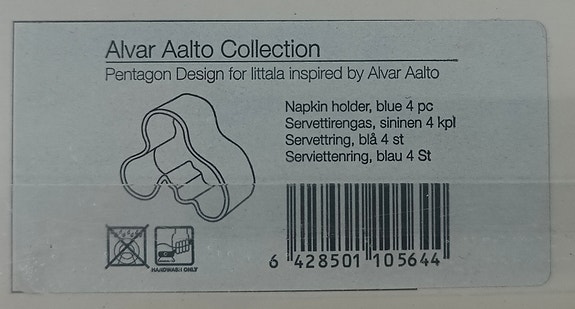 Alvar Aalto Collection
Pentagon Design for Iittala inspired by Alvar Aalto
Napkin holder, blue 4 pc
Servettirengas, sininen 4 kpl
Servettring, blå 4 st
Serviettenring, blau 4 St
HANDWASH ONLY
6 428501 105644